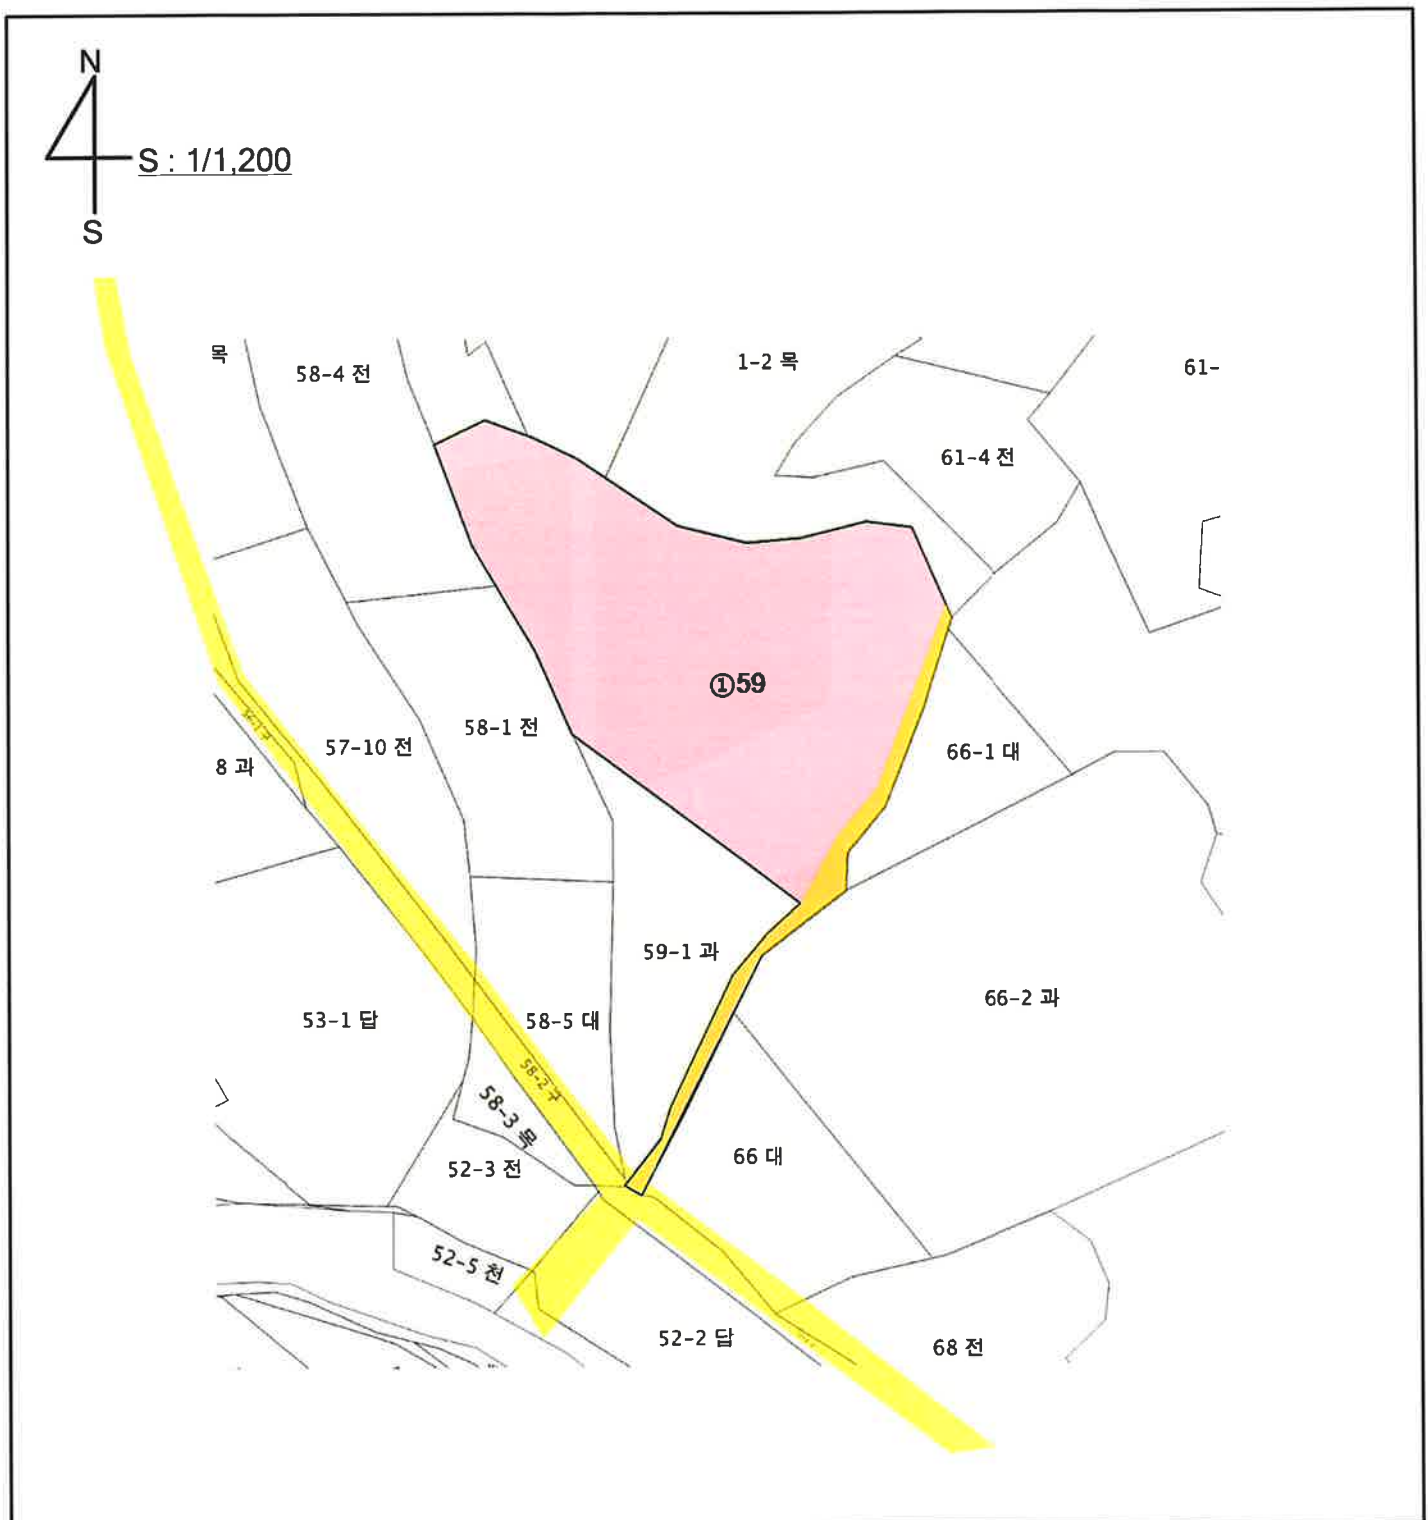 N
S : 1/1,200
S
목
58-4 전
1-2 목
61-
61-4 전
①59
58-1 전
57-10 전
66-1 대
8 과
59-1 과
66-2 과
53-1 답
58-5 대
58-2 구
58-3 목
66 대
52-3 전
52-5 천
52-2 답
68 전